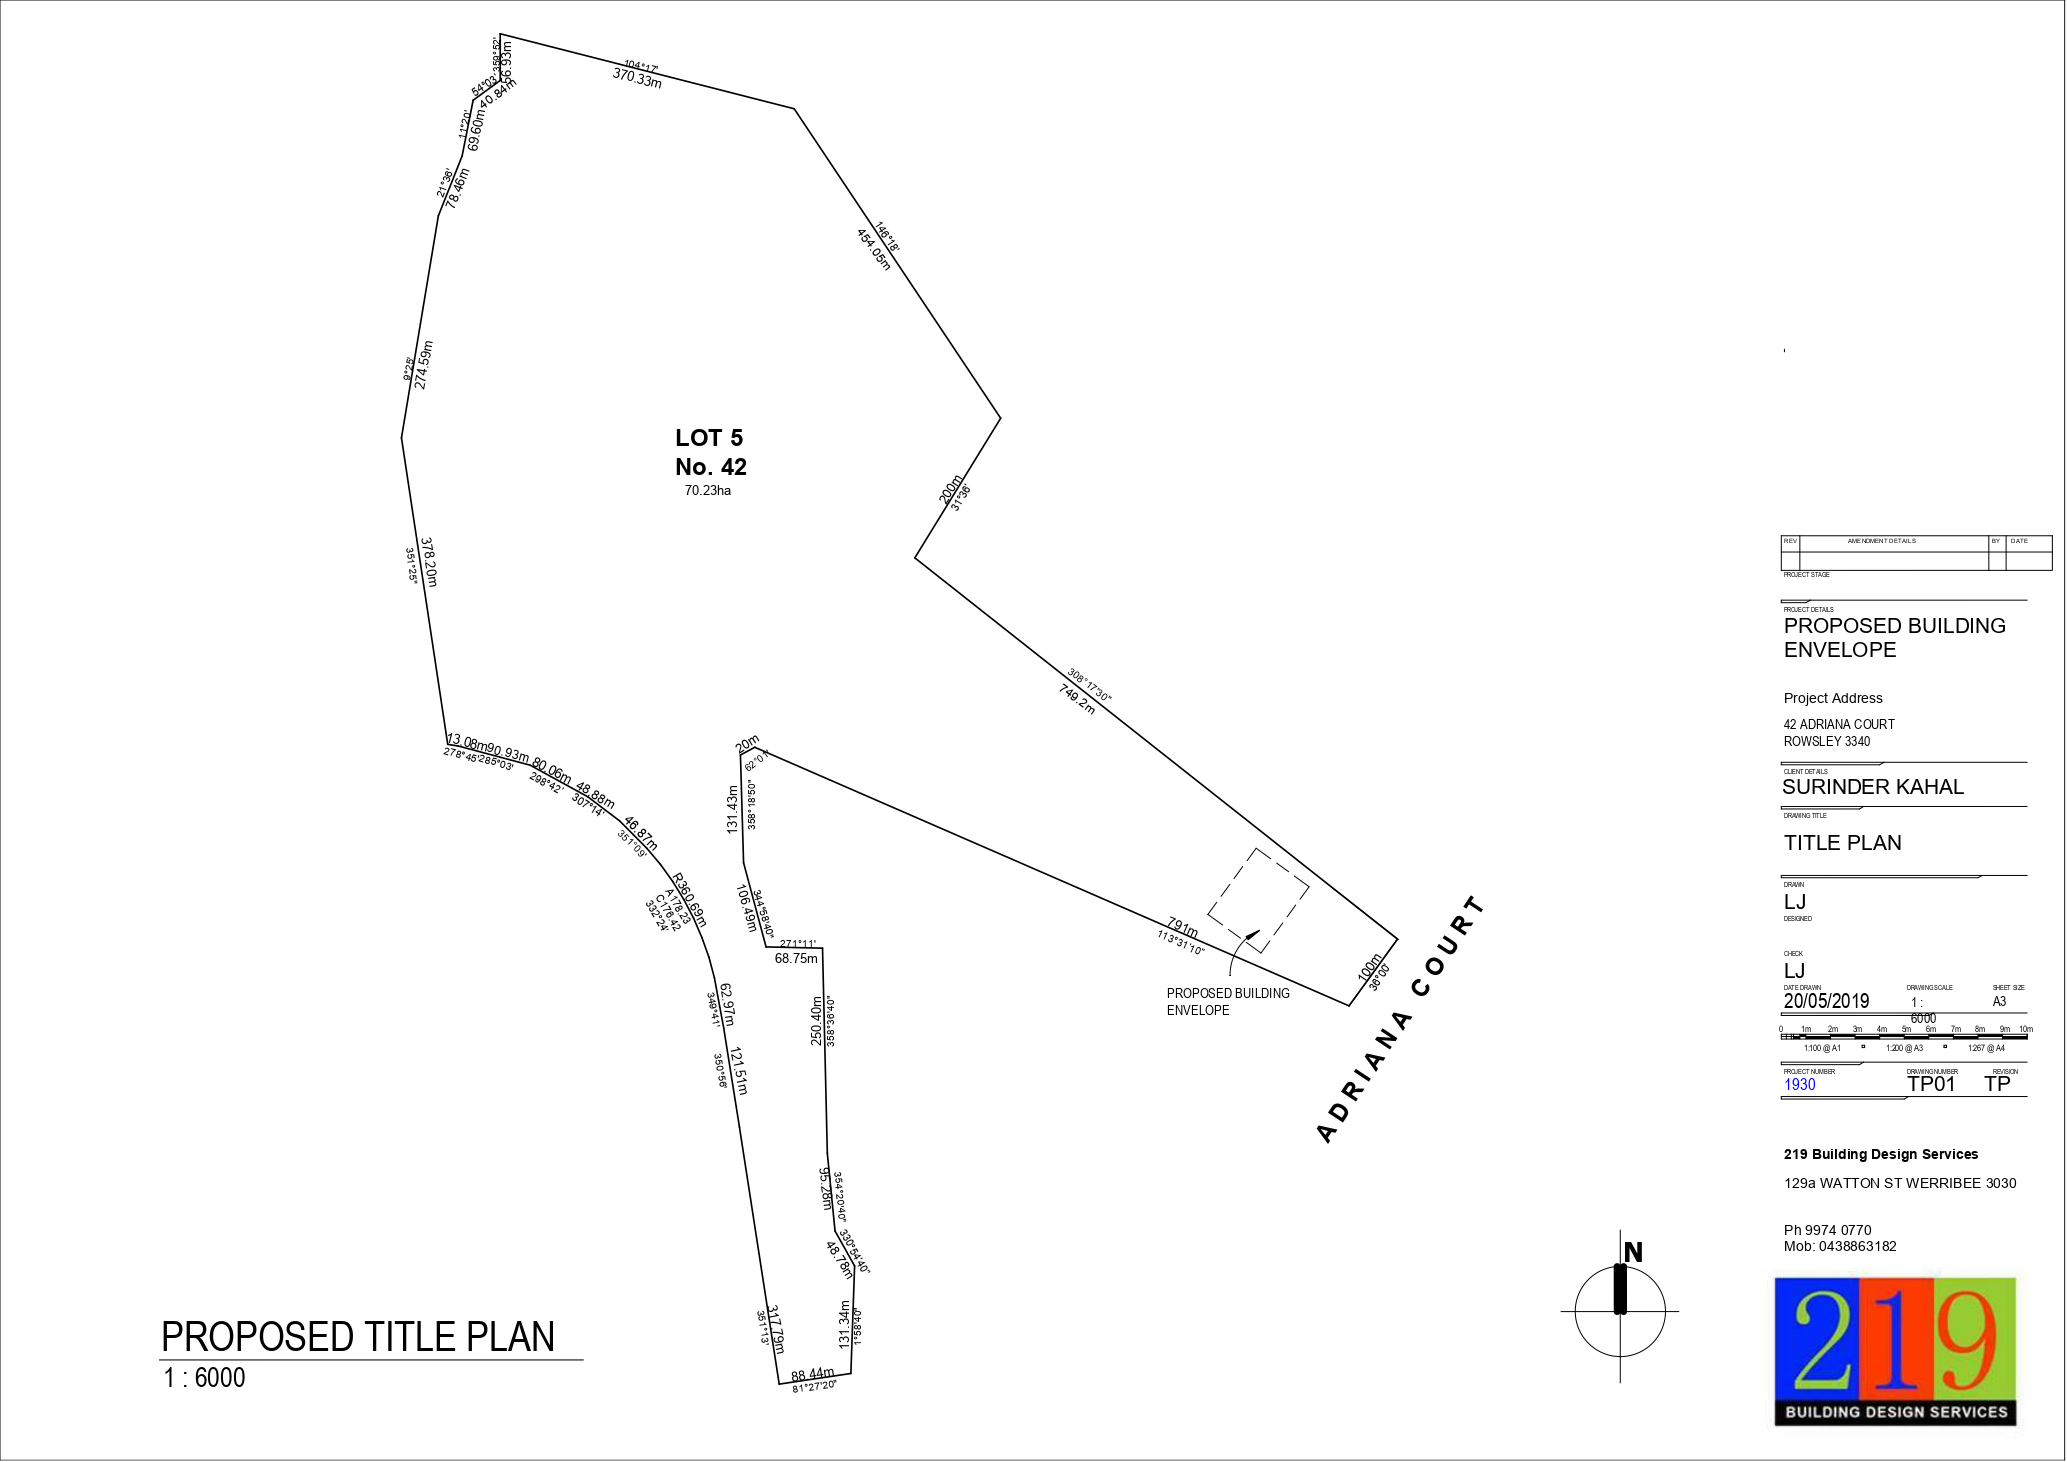 359°52'
56.93m
54°03'
40.84m
104°17'
370.33m
11°20'
69.60m
21°36'
78.46m
146°18'
454.05m
9°25'
274.59m
LOT 5
No. 42
70.23ha
200m
31°36'
378.20m
351°25"
308°17'30"
749.2m
13.08m
278°45'
90.93m
285°03'
80.06m
298°42'
48.88m
307°14'
46.87m
351°09'
20m
62°01'
131.43m
358°18'50"
R360.69m
A178.23
C176.42
332°24'
106.49m
344°58'40"
791m
113°31'10"
271°11'
68.75m
100m
36°00'
PROPOSED BUILDING
ENVELOPE
ADRIANA COURT
62.97m
349°41'
250.40m
358°36'40"
121.51m
350°56'
95.28m
354°20'40"
48.78m
330°54'40"
317.79m
351°13'
131.34m
1°58'40"
88.44m
81°27'20"
PROPOSED TITLE PLAN
1 : 6000
N
REV AMENDMENT DETAILS BY DATE
PROJECT STAGE
PROJECT DETAILS
PROPOSED BUILDING
ENVELOPE
Project Address
42 ADRIANA COURT
ROWSLEY 3340
CLIENT DETAILS
SURINDER KAHAL
DRAWING TITLE
TITLE PLAN
DRAWN
LJ
DESIGNED
CHECK
LJ
DATE DRAWN DRAWING SCALE SHEET SIZE
20/05/2019 1 : A3
6000
0 1m 2m 3m 4m 5m 6m 7m 8m 9m 10m
1:100 @ A1 1:200 @ A3 1:267 @ A4
PROJECT NUMBER DRAWING NUMBER REVISION
1930 TP01 TP
219 Building Design Services
129a WATTON ST WERRIBEE 3030
Ph 9974 0770
Mob: 0438863182
219
BUILDING DESIGN SERVICES